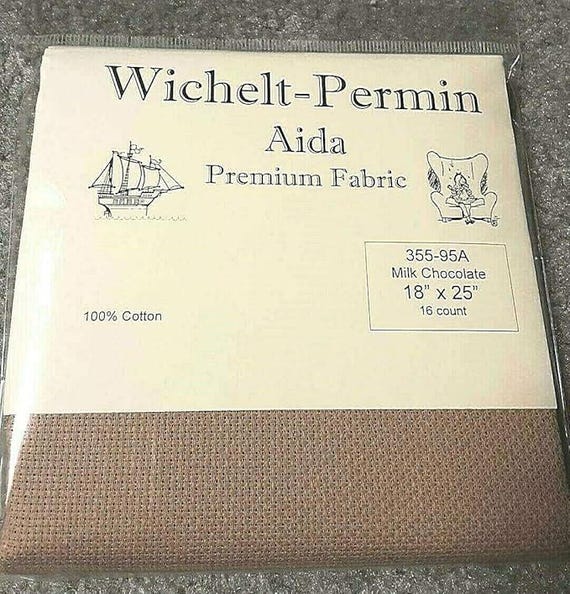 Wichelt-Permin
Aida
Premium Fabric
355-95A
Milk Chocolate
18" x 25"
16 count
100% Cotton